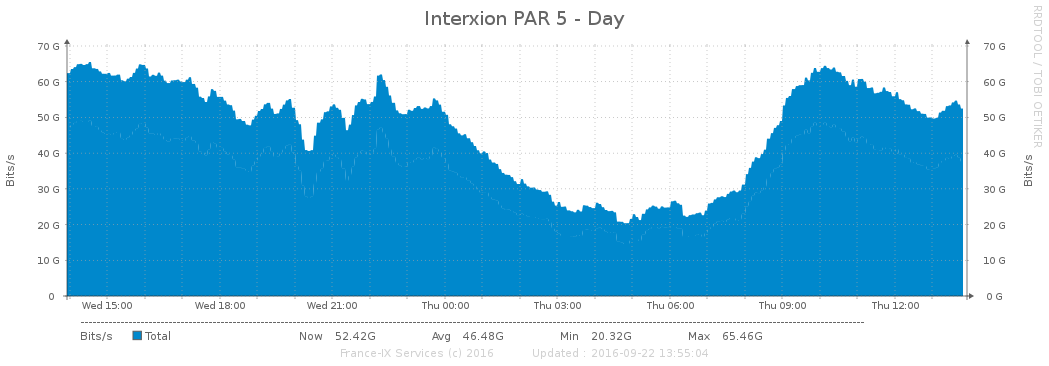 Interxion PAR 5 - Day
RRDTOOL / TOBI OETIKER
70 G 70 G
60 G 60 G
50 G 50 G
40 G 40 G
30 G 30 G
20 G 20 G
10 G 10 G
0 0 G
Bits/s Bits/s
Wed 15:00 Wed 18:00 Wed 21:00 Thu 00:00 Thu 03:00 Thu 06:00 Thu 09:00 Thu 12:00
Bits/s Total Now 52.42G Avg 46.48G Min 20.32G Max 65.46G
France-IX Services (c) 2016 Updated : 2016-09-22 13:55:04